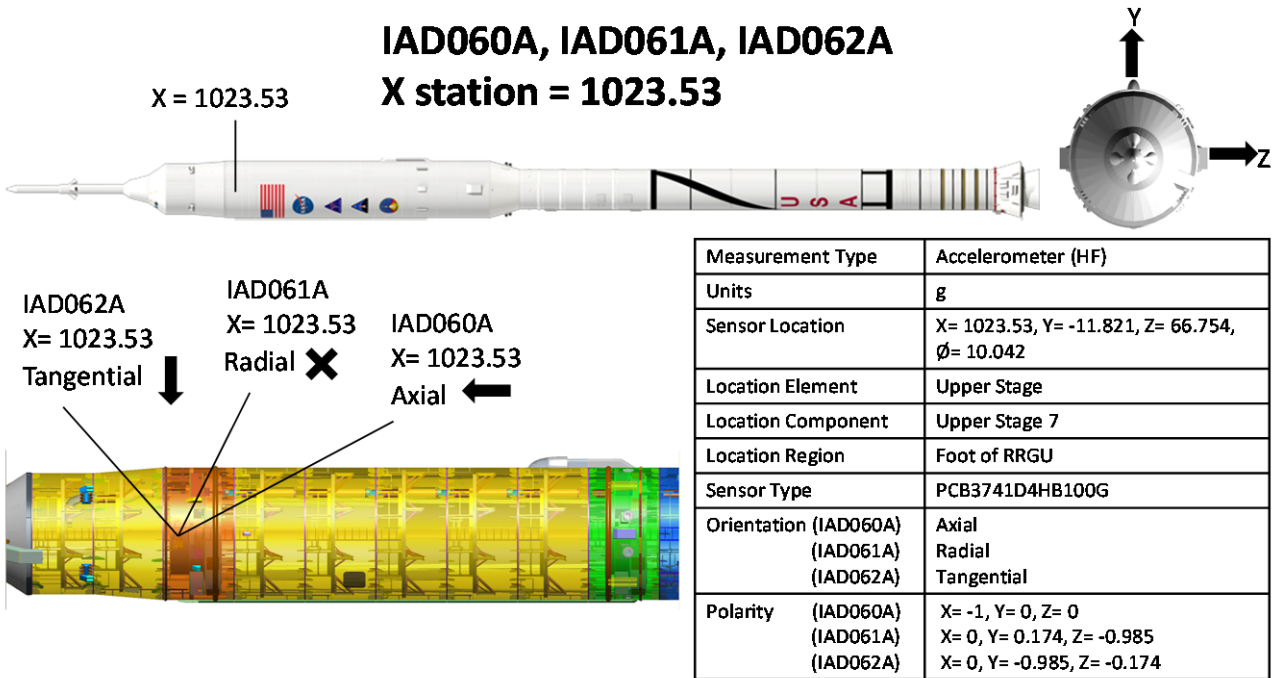 IAD060A, IAD061A, IAD062A
X station = 1023.53
X = 1023.53
Y
Z
USA
IAD062A
X= 1023.53
Tangential
IAD061A
X= 1023.53
Radial
IAD060A
X= 1023.53
Axial
Measurement Type Accelerometer (HF)
Units g
Sensor Location X= 1023.53, Y= -11.821, Z= 66.754,
Ø= 10.042
Location Element Upper Stage
Location Component Upper Stage 7
Location Region Foot of RRGU
Sensor Type PCB3741D4HB100G
Orientation (IAD060A) Axial
(IAD061A) Radial
(IAD062A) Tangential
Polarity (IAD060A) X= -1, Y= 0, Z= 0
(IAD061A) X= 0, Y= 0.174, Z= -0.985
(IAD062A) X= 0, Y= -0.985, Z= -0.174